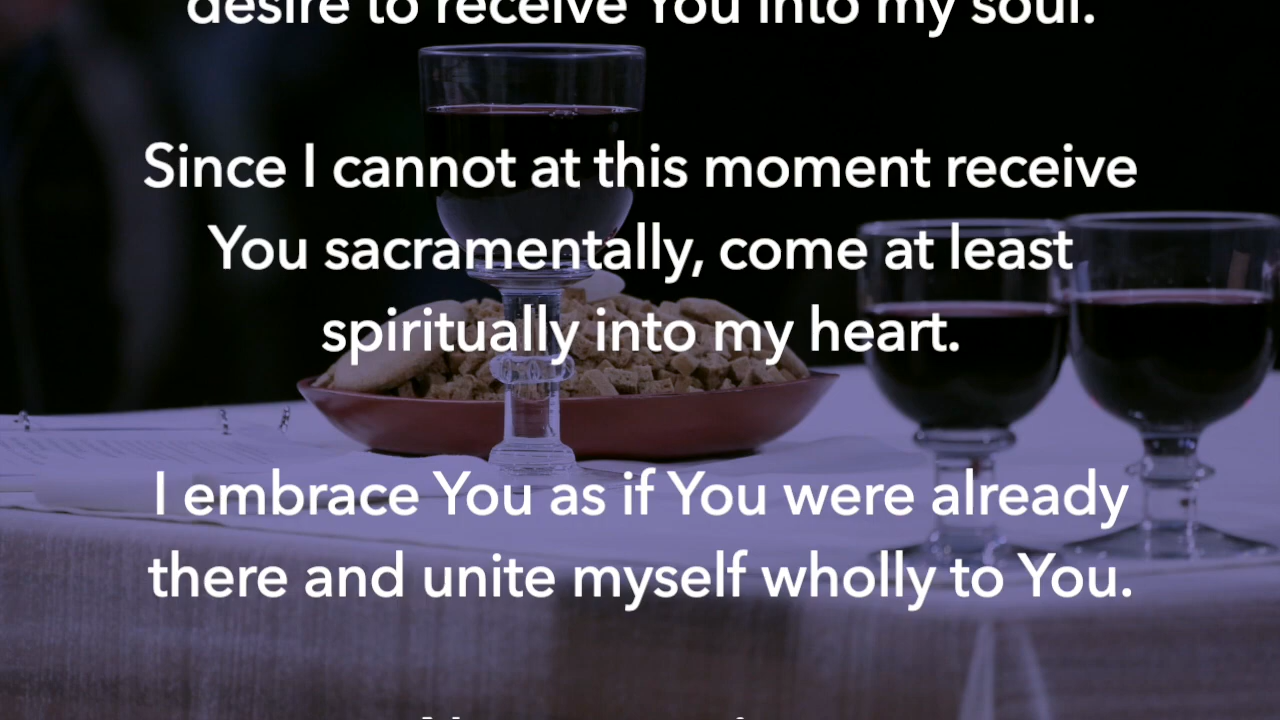 desire to receive You into my soul.
Since I cannot at this moment receive
You sacramentally, come at least
spiritually into my heart.
I embrace You as if You were already
there and unite myself wholly to You.